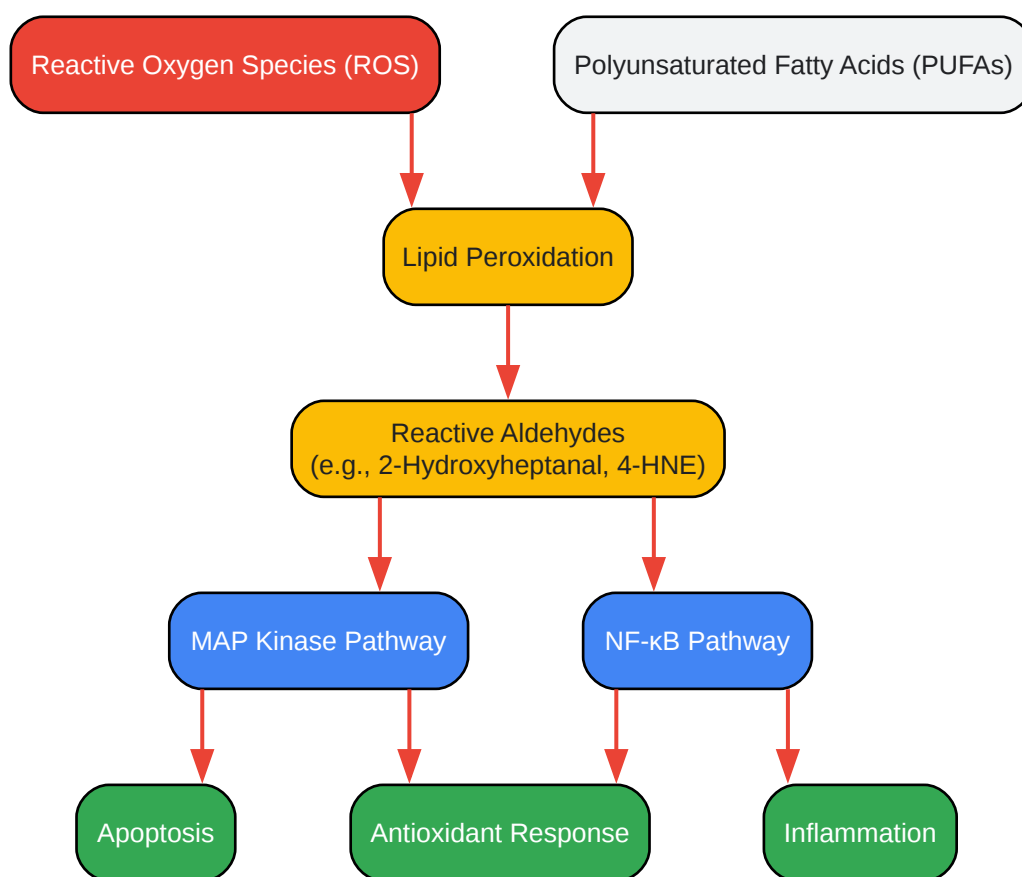 Reactive Oxygen Species (ROS)
Polyunsaturated Fatty Acids (PUFAs)
Lipid Peroxidation
Reactive Aldehydes
(e.g., 2-Hydroxyheptanal, 4-HNE)
MAP Kinase Pathway
NF-κB Pathway
Apoptosis
Antioxidant Response
Inflammation